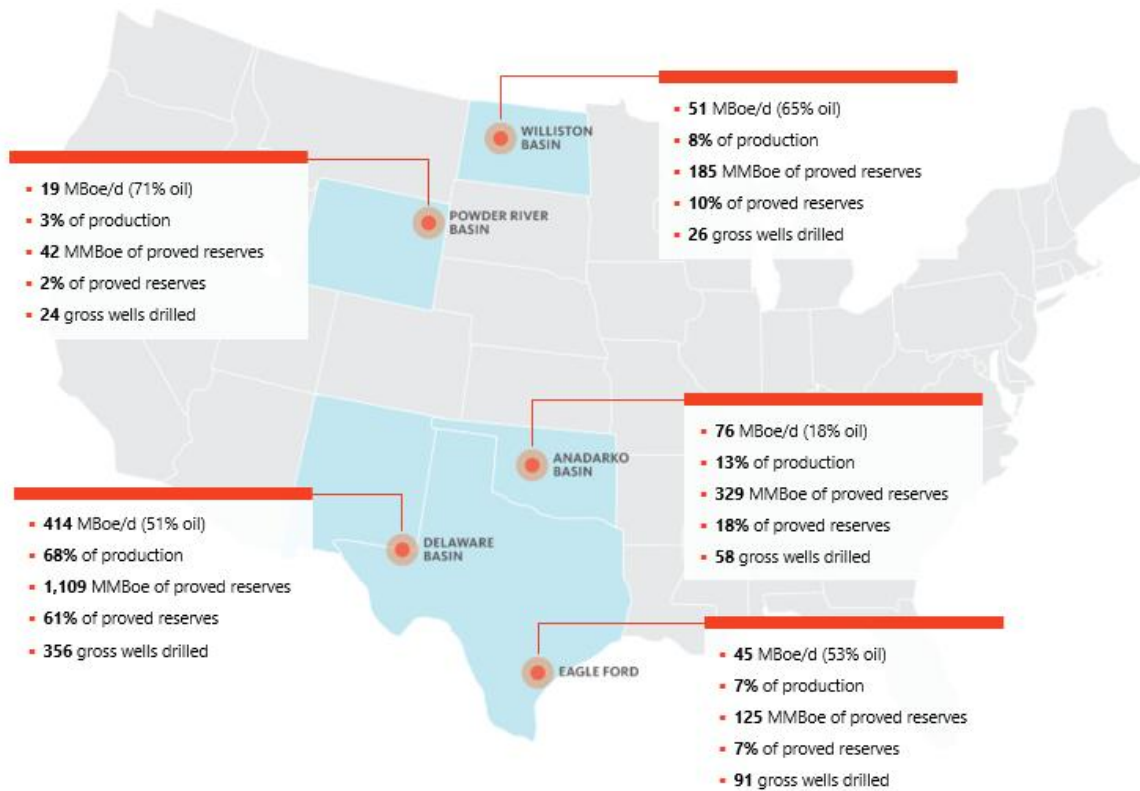 WILLISTON
BASIN
▪ 51 MBoe/d (65% oil)
▪ 8% of production
▪ 185 MMBoe of proved reserves
▪ 10% of proved reserves
▪ 26 gross wells drilled
POWDER RIVER
BASIN
▪ 19 MBoe/d (71% oil)
▪ 3% of production
▪ 42 MMBoe of proved reserves
▪ 2% of proved reserves
▪ 24 gross wells drilled
ANADARKO
BASIN
▪ 76 MBoe/d (18% oil)
▪ 13% of production
▪ 329 MMBoe of proved reserves
▪ 18% of proved reserves
▪ 58 gross wells drilled
DELAWARE
BASIN
▪ 414 MBoe/d (51% oil)
▪ 68% of production
▪ 1,109 MMBoe of proved reserves
▪ 61% of proved reserves
▪ 356 gross wells drilled
EAGLE FORD
▪ 45 MBoe/d (53% oil)
▪ 7% of production
▪ 125 MMBoe of proved reserves
▪ 7% of proved reserves
▪ 91 gross wells drilled